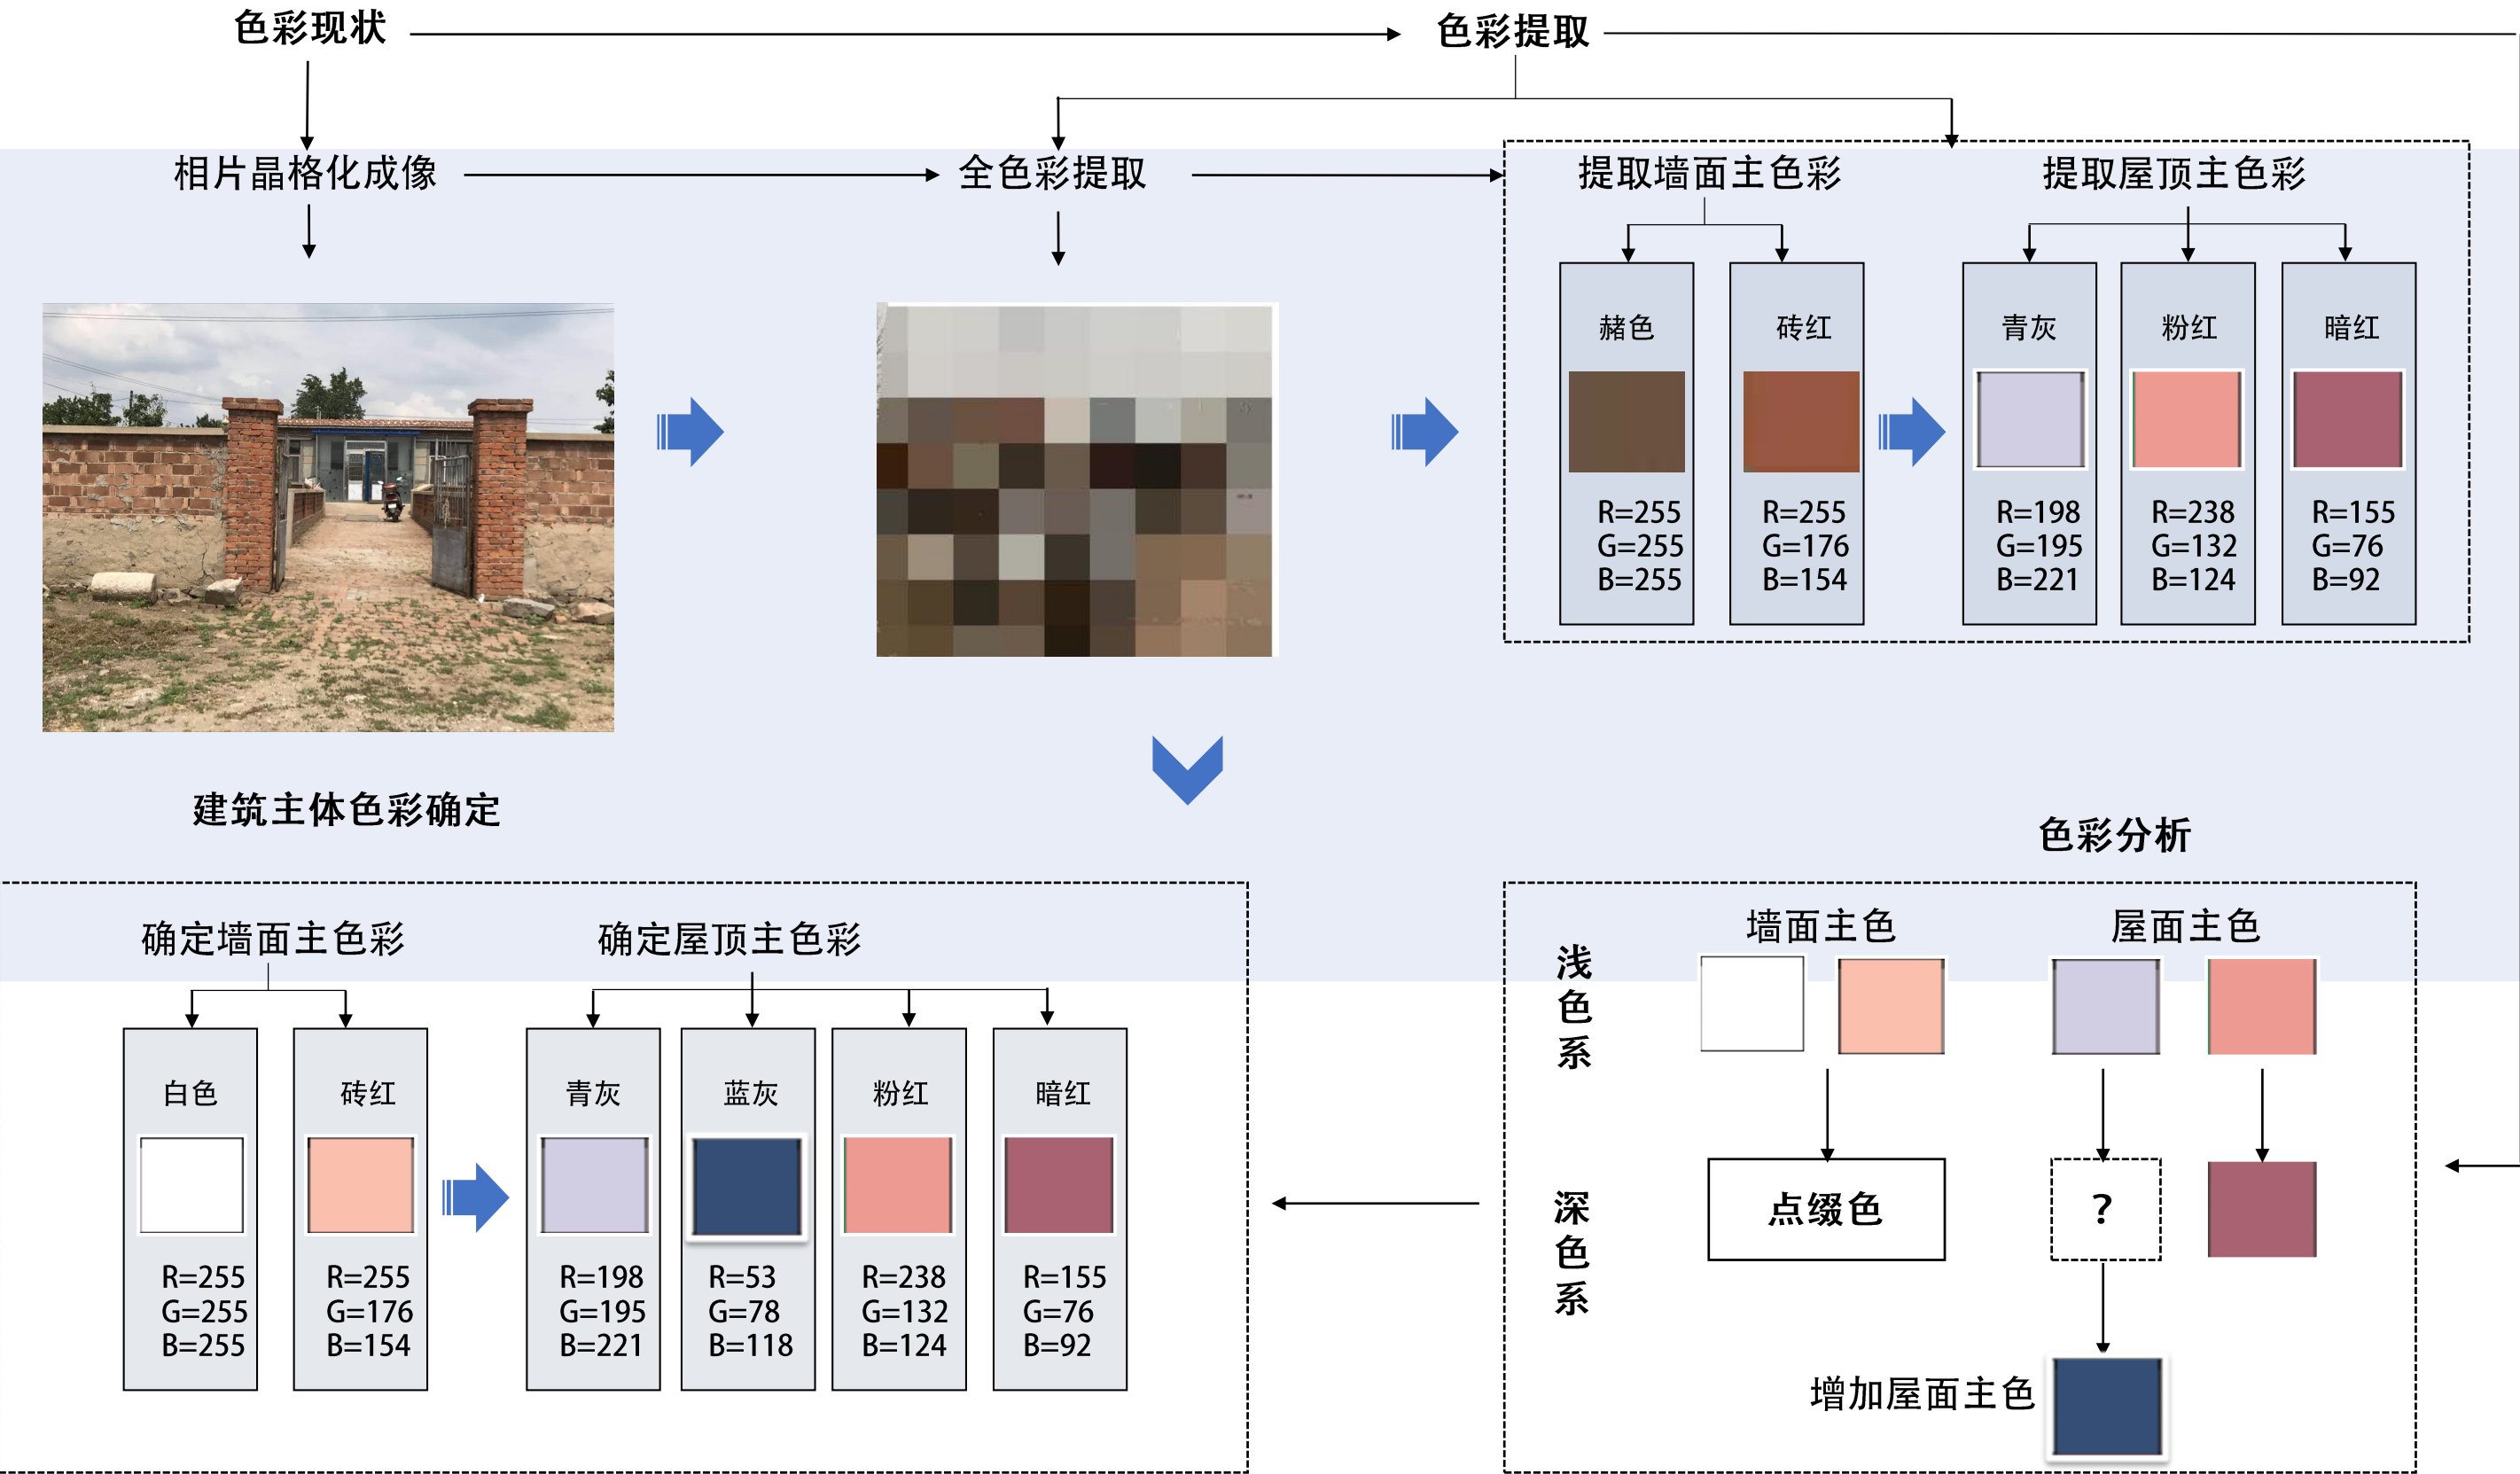 色彩现状
色彩提取
相片晶格化成像
全色彩提取
提取墙面主色彩
提取屋顶主色彩
赭色
砖红
青灰
粉红
暗红
R=255
G=255
B=255
R=255
G=176
B=154
R=198
G=195
B=221
R=238
G=132
B=124
R=155
G=76
B=92
建筑主体色彩确定
色彩分析
确定墙面主色彩
确定屋顶主色彩
白色
砖红
青灰
蓝灰
粉红
暗红
R=255
G=255
B=255
R=255
G=176
B=154
R=198
G=195
B=221
R=53
G=78
B=118
R=238
G=132
B=124
R=155
G=76
B=92
墙面主色
屋面主色
浅色系
深色系
点缀色
?
增加屋面主色